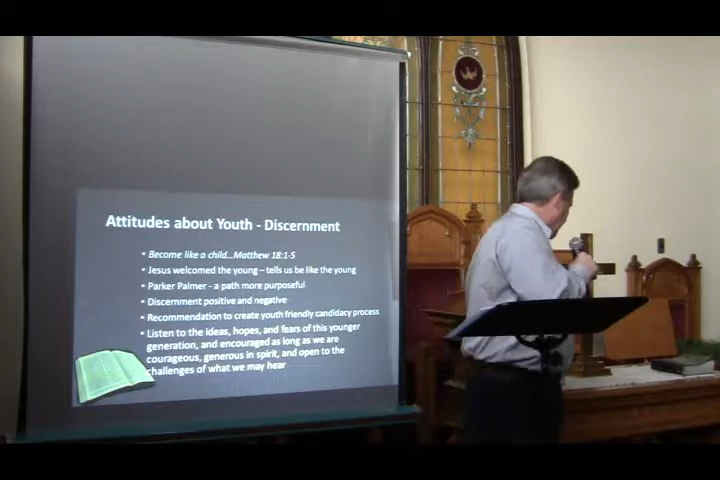 Attitudes about Youth - Discernment
• Become like a child...Matthew 18:1-5
• Jesus welcomed the young – tells us be like the young
• Parker Palmer - a path more purposeful
• Discernment positive and negative
• Recommendation to create youth friendly candidacy process
• Listen to the ideas, hopes, and fears of this younger
generation, and encouraged as long as we are
courageous, generous in spirit, and open to the
challenges of what we may hear